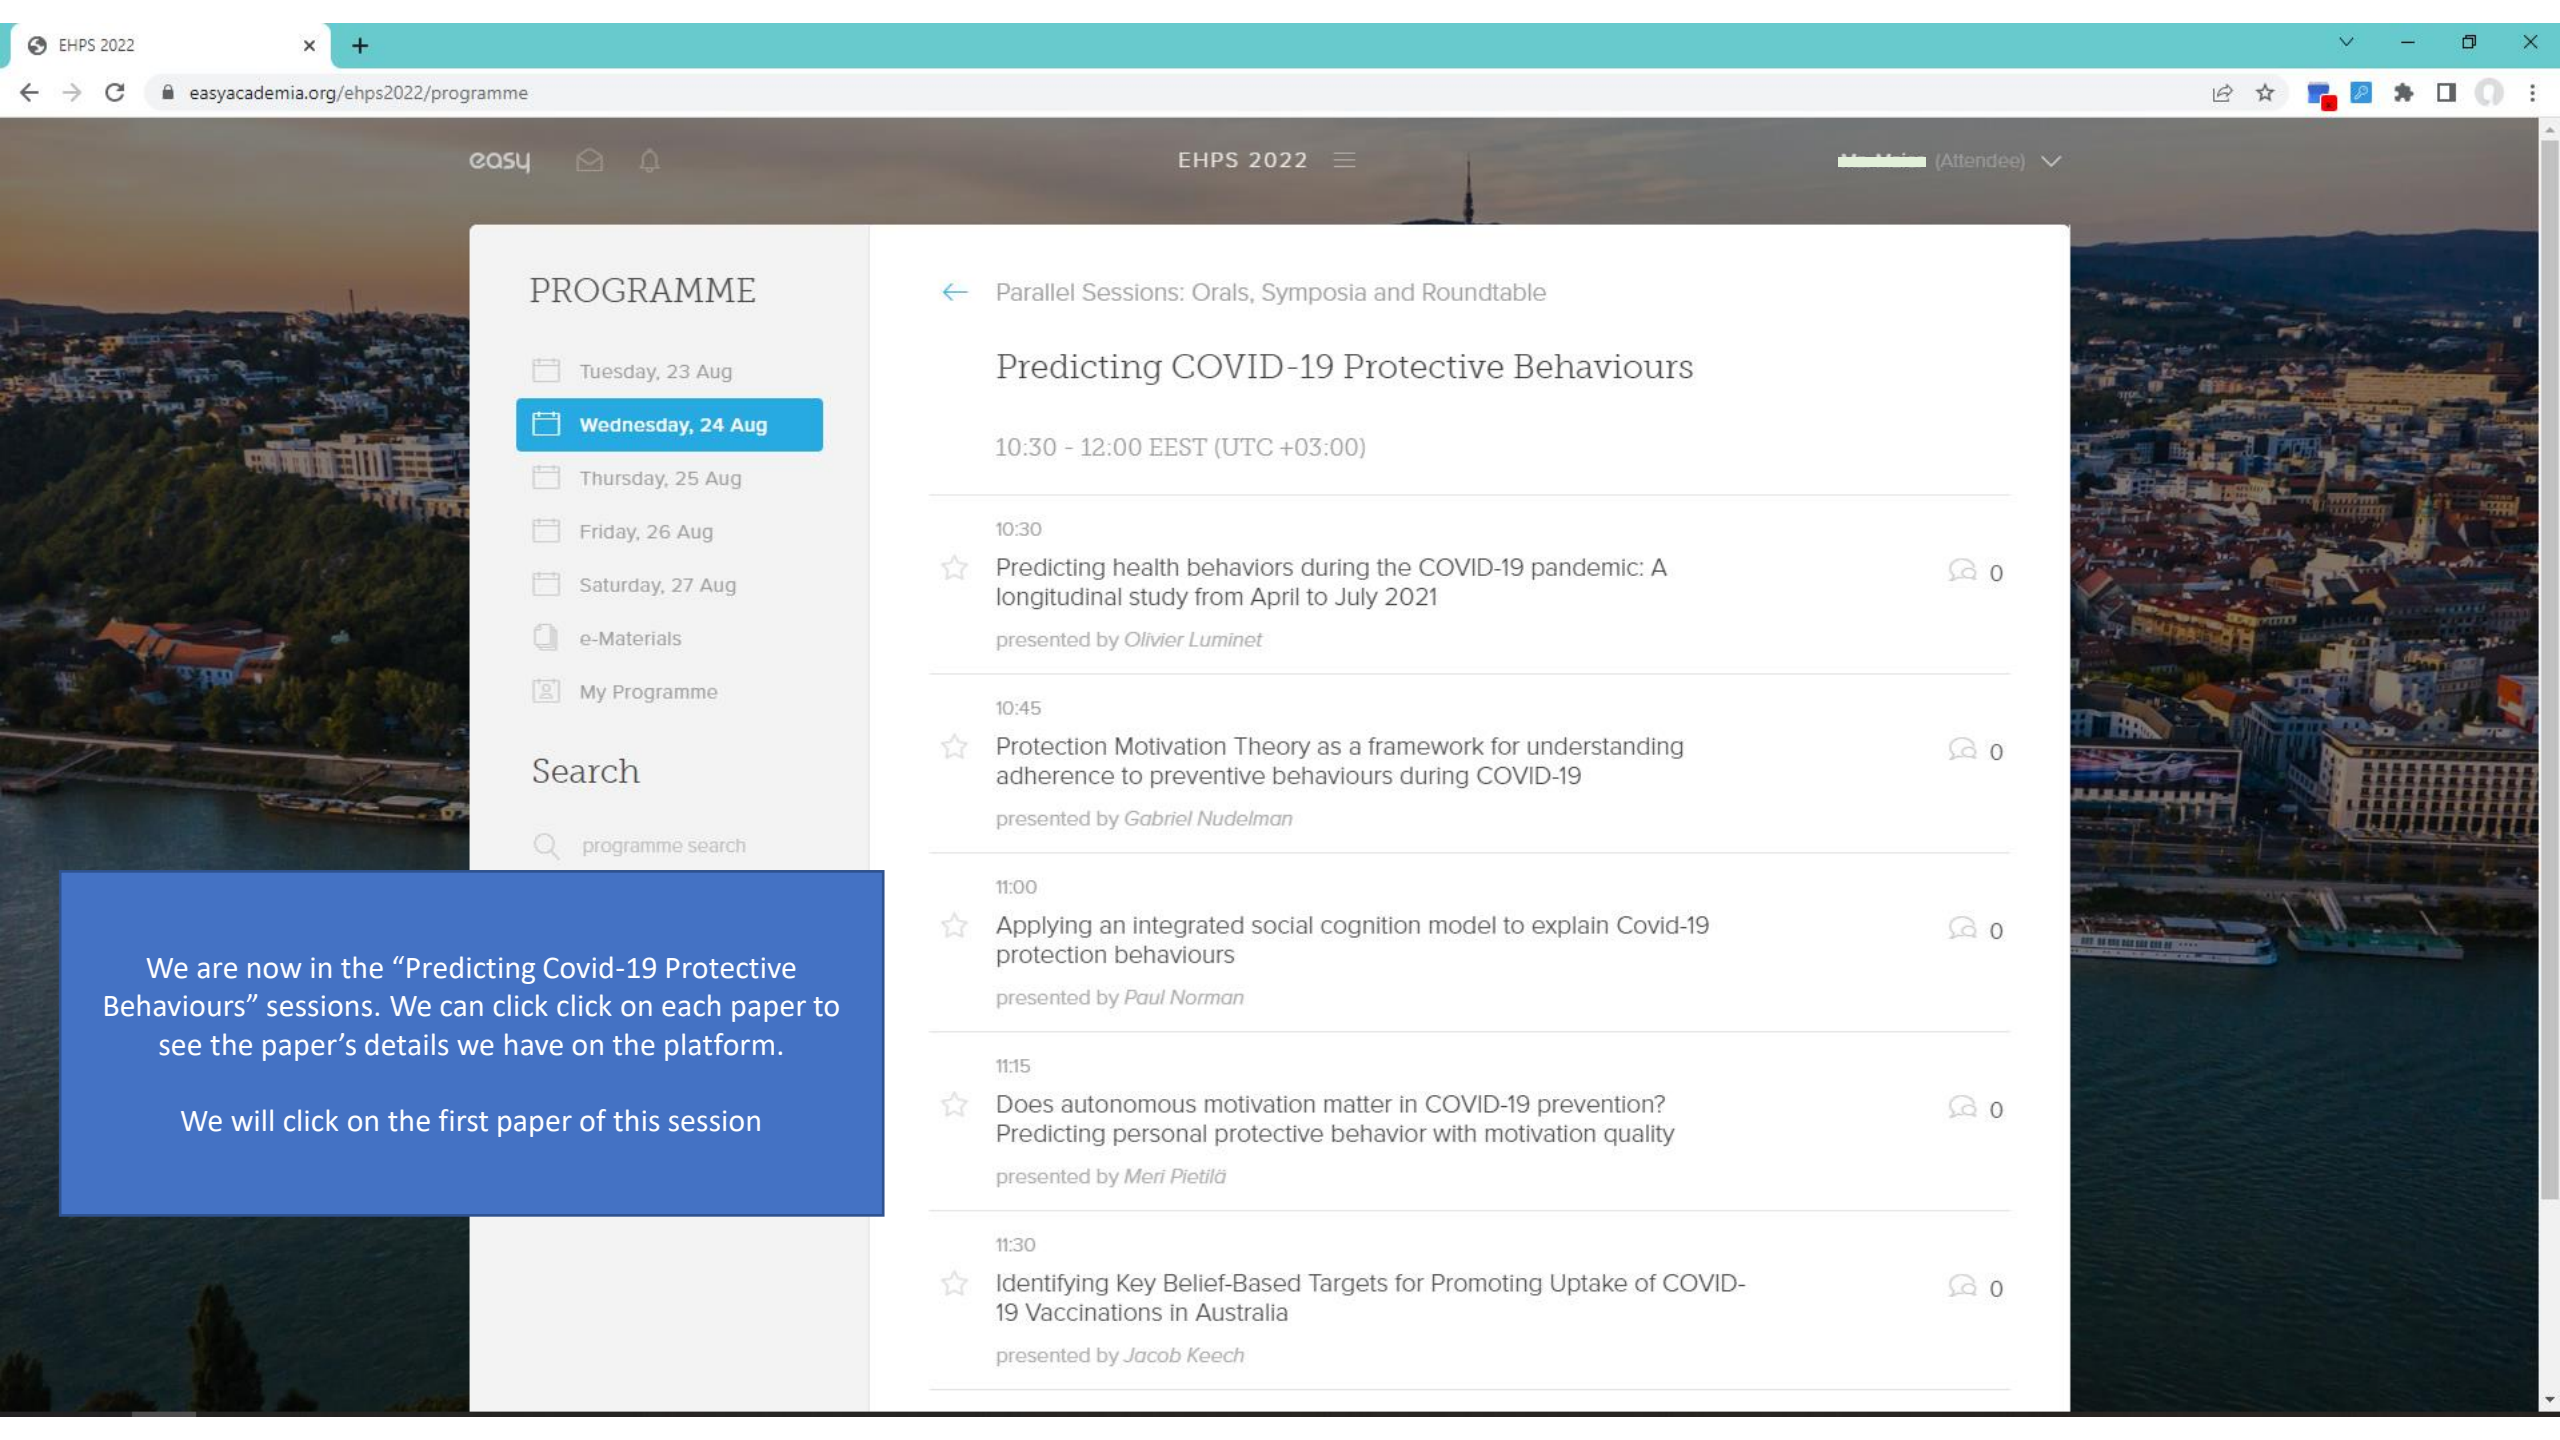 EHPS 2022
easyacademia.org/ehps2022/programme
easy
EHPS 2022
(Attendee)
PROGRAMME
Tuesday, 23 Aug
Wednesday, 24 Aug
Thursday, 25 Aug
Friday, 26 Aug
Saturday, 27 Aug
e-Materials
My Programme
Search
programme search
We are now in the “Predicting Covid-19 Protective
Behaviours” sessions. We can click click on each paper to
see the paper’s details we have on the platform.
We will click on the first paper of this session
Parallel Sessions: Orals, Symposia and Roundtable
Predicting COVID-19 Protective Behaviours
10:30 - 12:00 EEST (UTC +03:00)
10:30
Predicting health behaviors during the COVID-19 pandemic: A
longitudinal study from April to July 2021
0
presented by Olivier Luminet
10:45
Protection Motivation Theory as a framework for understanding
adherence to preventive behaviours during COVID-19
0
presented by Gabriel Nudelman
11:00
Applying an integrated social cognition model to explain Covid-19
protection behaviours
0
presented by Paul Norman
11:15
Does autonomous motivation matter in COVID-19 prevention?
Predicting personal protective behavior with motivation quality
0
presented by Meri Pietilä
11:30
Identifying Key Belief-Based Targets for Promoting Uptake of COVID-
19 Vaccinations in Australia
0
presented by Jacob Keech